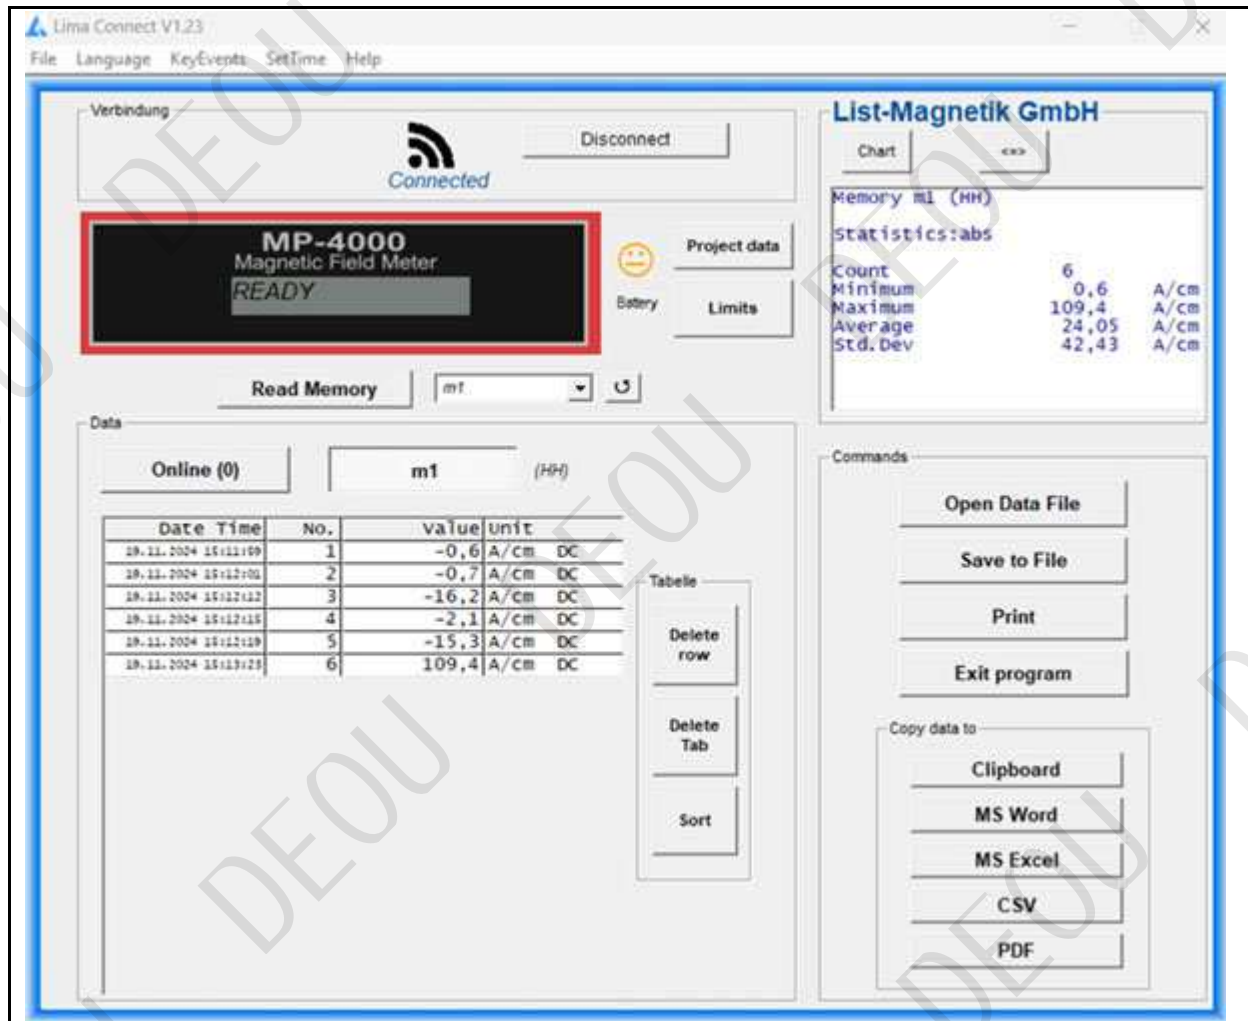 Lima Connect V1.23
File Language KeyEvents SetTime Help
Verbindung
Connected
Disconnect
List-Magnetik GmbH
Chart <=>
MP-4000
Magnetic Field Meter
READY
Battery
Project data
Limits
Memory m1 (HH)
Statistics:abs
Count 6
Minimum 0,6 A/cm
Maximum 109,4 A/cm
Average 24,05 A/cm
Std.Dev 42,43 A/cm
Read Memory m1
Data
Online (0) m1 (HH)
Date Time No. Value Unit
19.11.2024 15:11:59 1 -0,6 A/cm DC
19.11.2024 15:12:01 2 -0,7 A/cm DC
19.11.2024 15:12:12 3 -16,2 A/cm DC
19.11.2024 15:12:15 4 -2,1 A/cm DC
19.11.2024 15:12:19 5 -15,3 A/cm DC
19.11.2024 15:13:23 6 109,4 A/cm DC
Tabelle
Delete
row
Delete
Tab
Sort
Commands
Open Data File
Save to File
Print
Exit program
Copy data to
Clipboard
MS Word
MS Excel
CSV
PDF
DEOU
DEOU
DEOU
DEOU
DEOU
DEOU